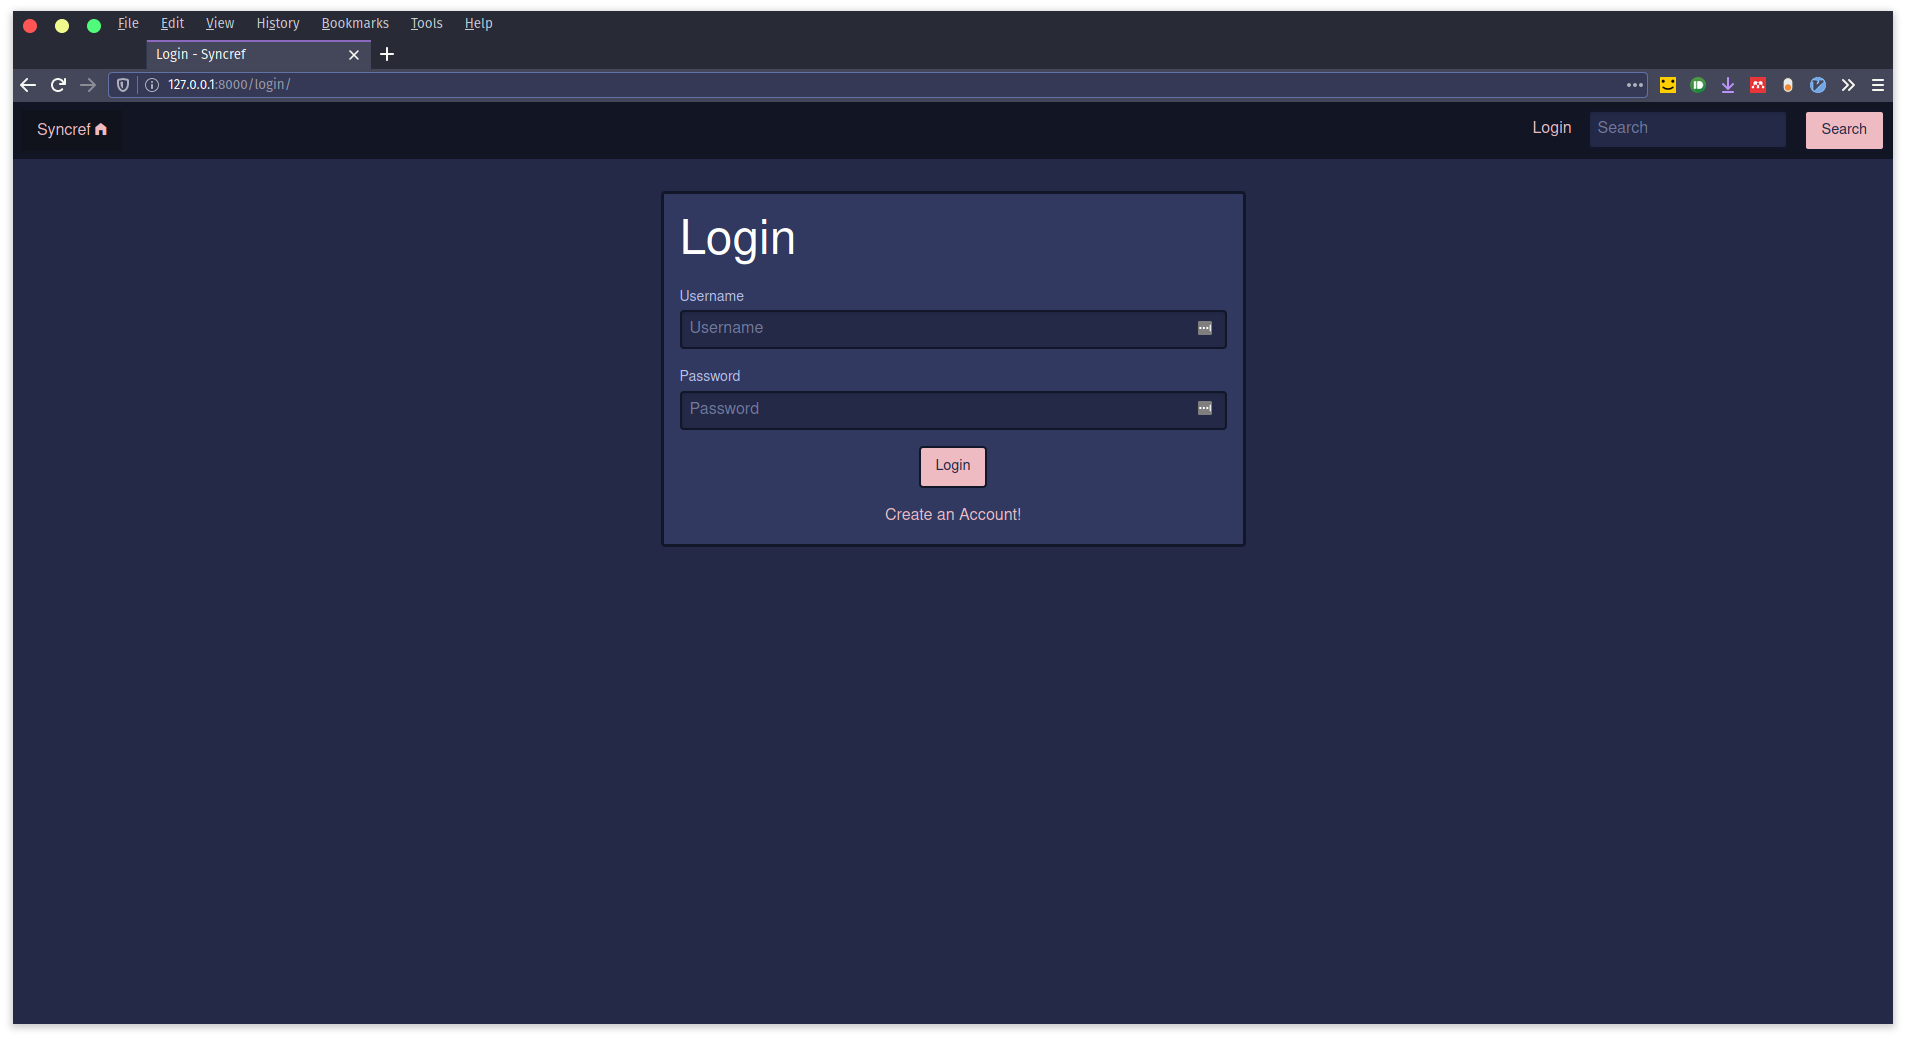 File Edit View History Bookmarks Tools Help
Login - Syncref
127.0.0.1:8000/login/
Syncref
Login Search Search
Login
Username
Username
Password
Password
Login
Create an Account!